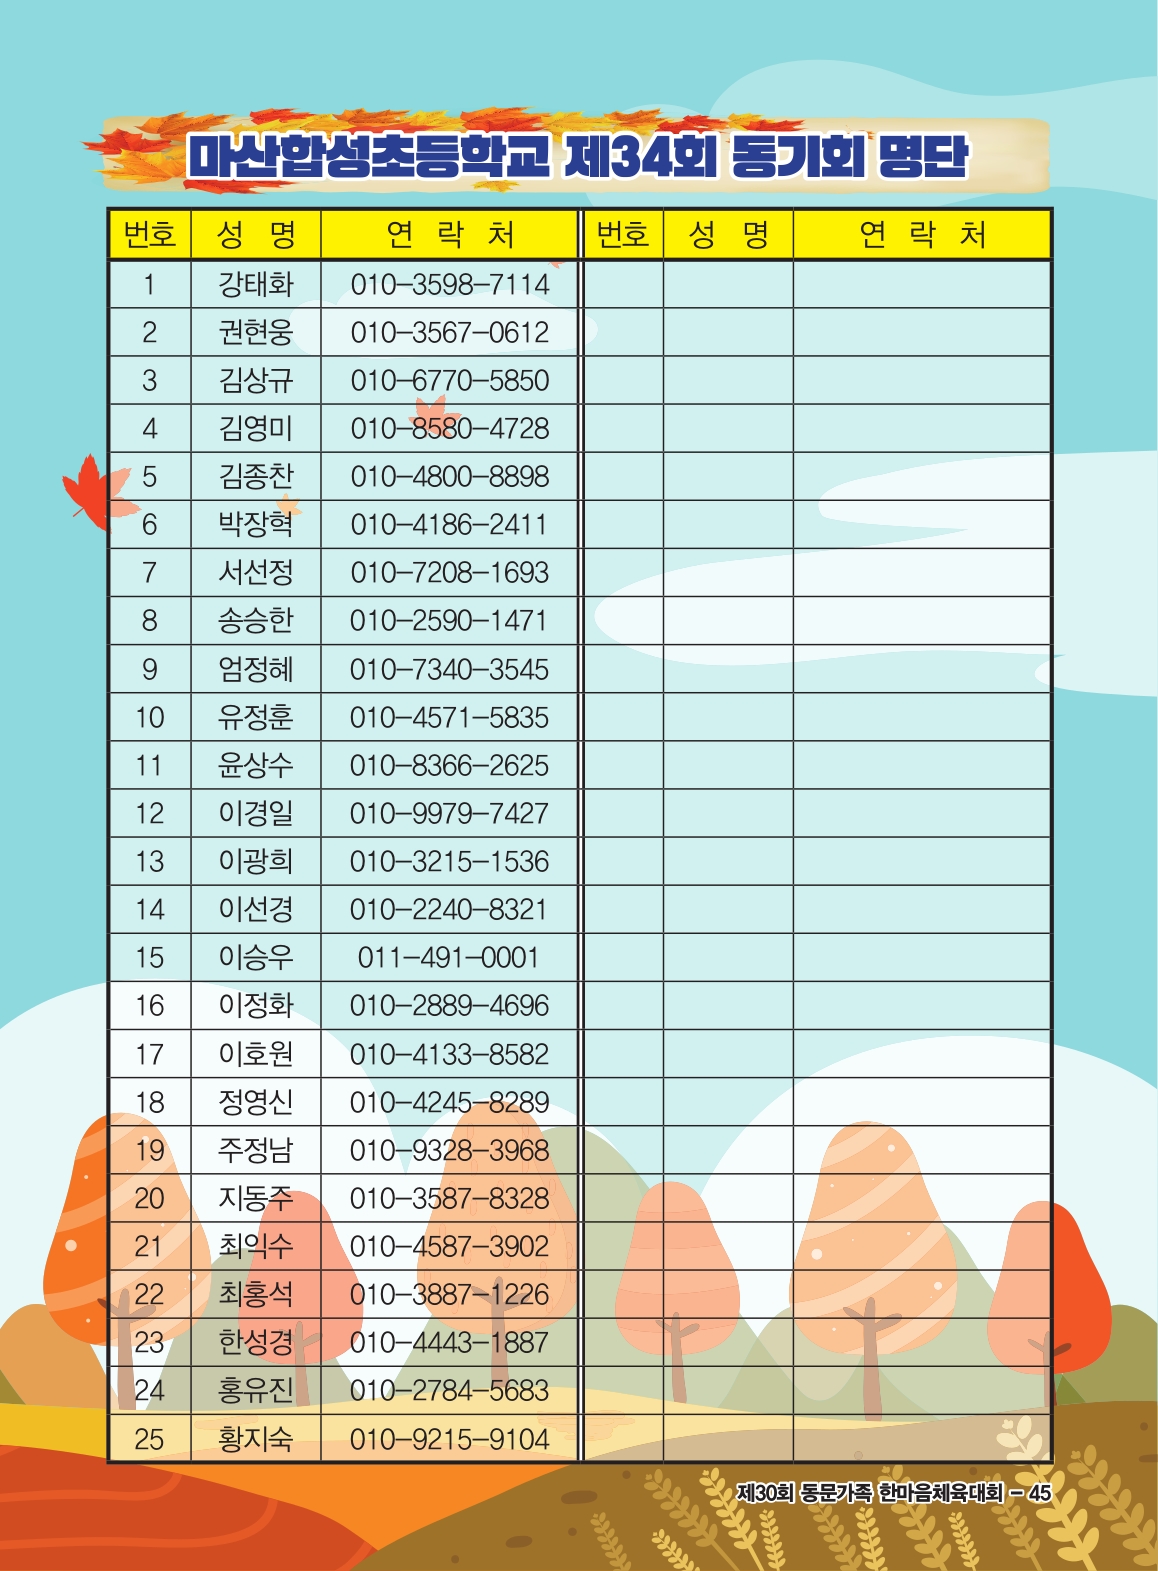 마산합성초등학교 제34회 동기회 명단
번호 성 명 연 락 처 번호 성 명 연 락 처
1 강태화 010-3598-7114
2 권현웅 010-3567-0612
3 김상규 010-6770-5850
4 김영미 010-8580-4728
5 김종찬 010-4800-8898
6 박장혁 010-4186-2411
7 서선정 010-7208-1693
8 송승한 010-2590-1471
9 엄정혜 010-7340-3545
10 유정훈 010-4571-5835
11 윤상수 010-8366-2625
12 이경일 010-9979-7427
13 이광희 010-3215-1536
14 이선경 010-2240-8321
15 이승우 011-491-0001
16 이정화 010-2889-4696
17 이호원 010-4133-8582
18 정영신 010-4245-8289
19 주정남 010-9328-3968
20 지동주 010-3587-8328
21 최익수 010-4587-3902
22 최홍석 010-3887-1226
23 한성경 010-4443-1887
24 홍유진 010-2784-5683
25 황지숙 010-9215-9104
제30회 동문가족 한마음체육대회 - 45